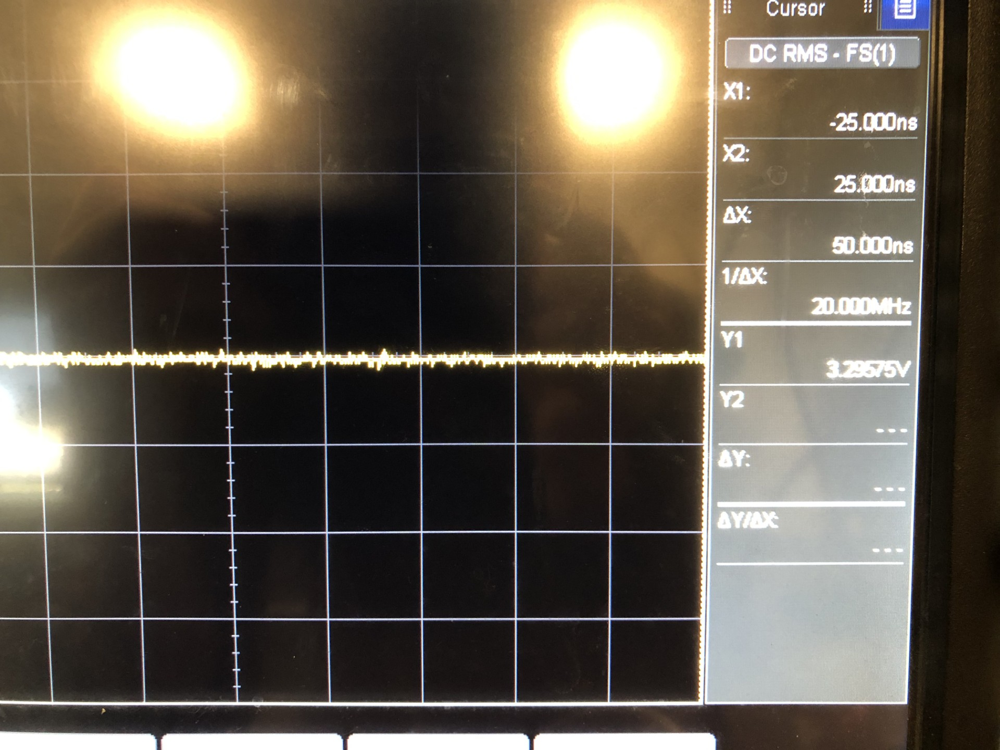 Cursor
DC RMS - FS(1)
X1:
-25.000ns
X2:
25.000ns
ΔX:
50.000ns
1/ΔX:
20.000MHz
Y1
3.29575V
Y2
---
ΔY:
---
ΔY/ΔX:
---